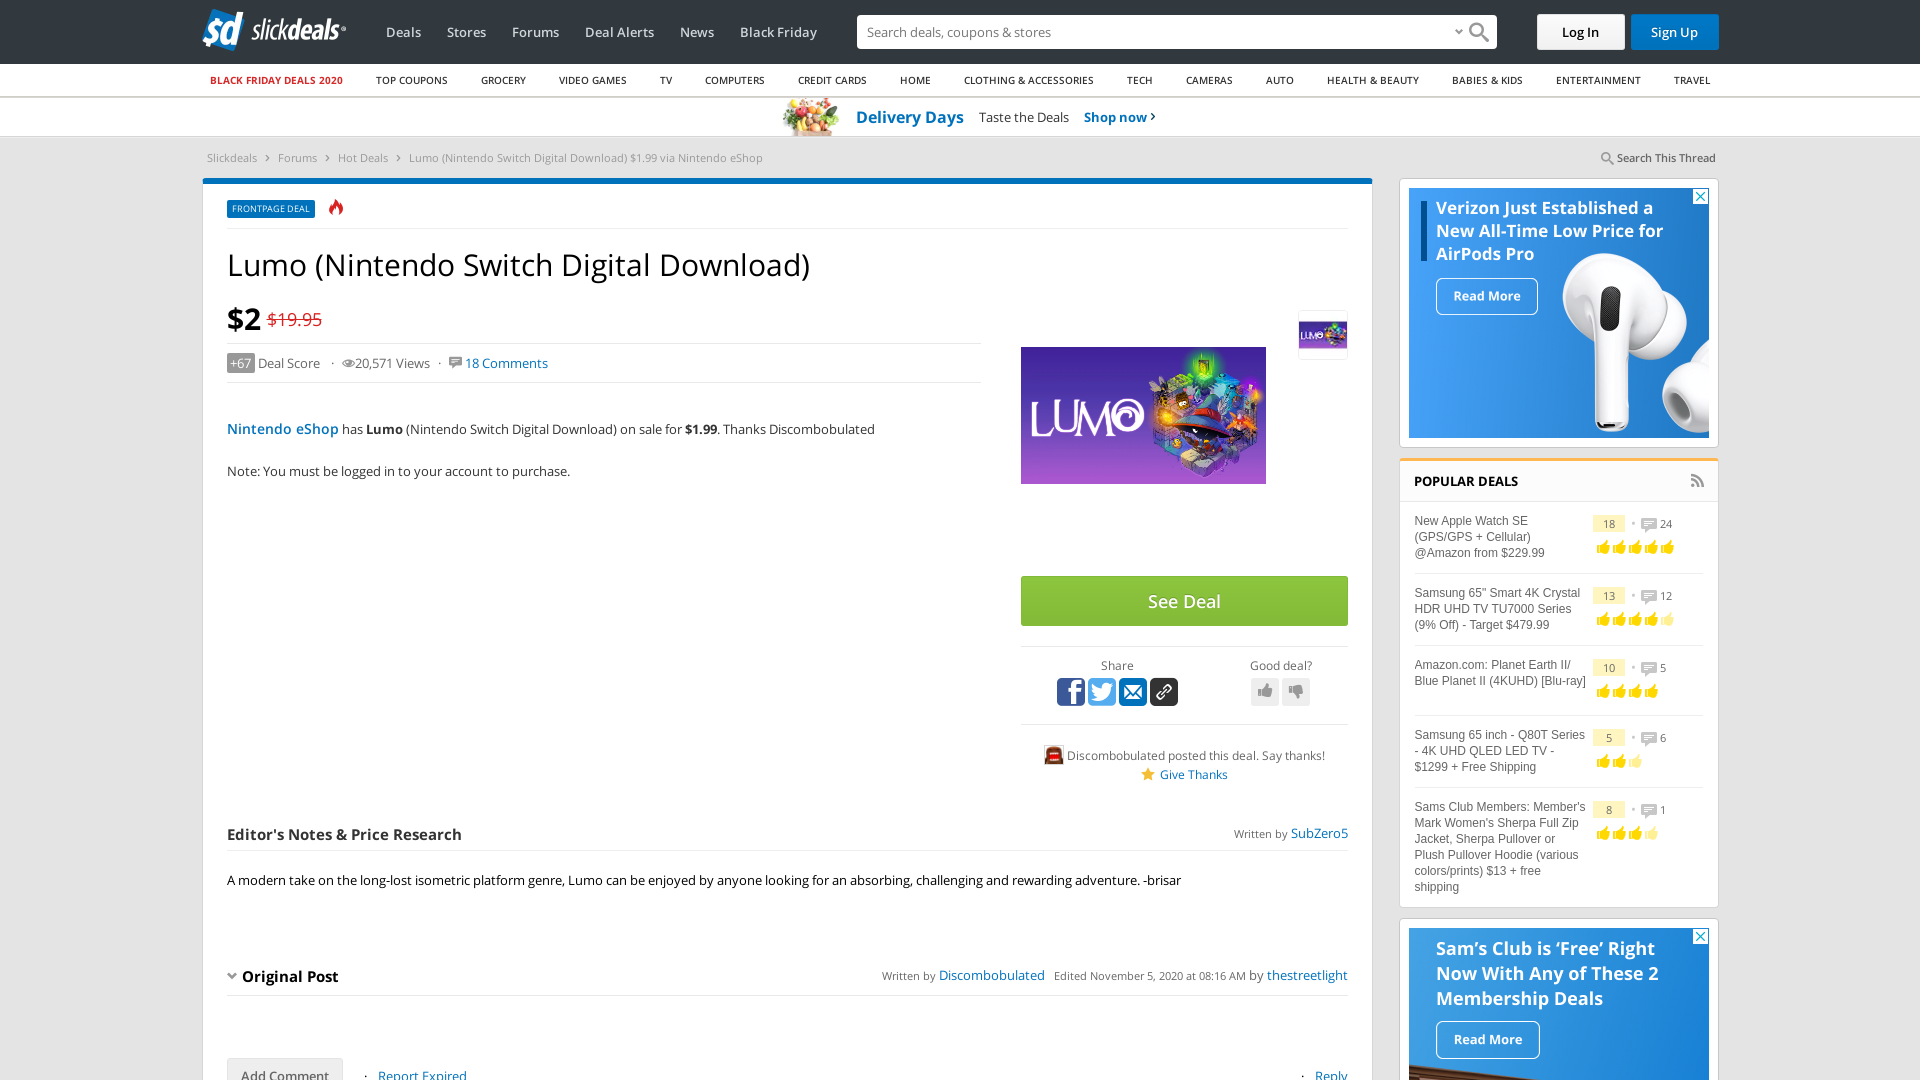 sd slickdeals
Deals
Stores
Forums
Deal Alerts
News
Black Friday
Search deals, coupons & stores
Log In
Sign Up
BLACK FRIDAY DEALS 2020
TOP COUPONS
GROCERY
VIDEO GAMES
TV
COMPUTERS
CREDIT CARDS
HOME
CLOTHING & ACCESSORIES
TECH
CAMERAS
AUTO
HEALTH & BEAUTY
BABIES & KIDS
ENTERTAINMENT
TRAVEL
Delivery Days Taste the Deals Shop now ›
Slickdeals › Forums › Hot Deals › Lumo (Nintendo Switch Digital Download) $1.99 via Nintendo eShop
Search This Thread
FRONTPAGE DEAL
Lumo (Nintendo Switch Digital Download)
$2 $19.95
+67 Deal Score · 20,571 Views · 18 Comments
Nintendo eShop has Lumo (Nintendo Switch Digital Download) on sale for $1.99. Thanks Discombobulated
Note: You must be logged in to your account to purchase.
LUMO
LUMO
See Deal
Share
Good deal?
Discombobulated posted this deal. Say thanks!
Give Thanks
Editor's Notes & Price Research
Written by SubZero5
A modern take on the long-lost isometric platform genre, Lumo can be enjoyed by anyone looking for an absorbing, challenging and rewarding adventure. -brisar
Original Post
Written by Discombobulated Edited November 5, 2020 at 08:16 AM by thestreetlight
Add Comment
· Report Expired
· Reply
Verizon Just Established a
New All-Time Low Price for
AirPods Pro
Read More
POPULAR DEALS
New Apple Watch SE
(GPS/GPS + Cellular)
@Amazon from $229.99
18 • 24
Samsung 65" Smart 4K Crystal
HDR UHD TV TU7000 Series
(9% Off) - Target $479.99
13 • 12
Amazon.com: Planet Earth II/
Blue Planet II (4KUHD) [Blu-ray]
10 • 5
Samsung 65 inch - Q80T Series
- 4K UHD QLED LED TV -
$1299 + Free Shipping
5 • 6
Sams Club Members: Member's
Mark Women's Sherpa Full Zip
Jacket, Sherpa Pullover or
Plush Pullover Hoodie (various
colors/prints) $13 + free
shipping
8 • 1
Sam's Club is ‘Free’ Right
Now With Any of These 2
Membership Deals
Read More